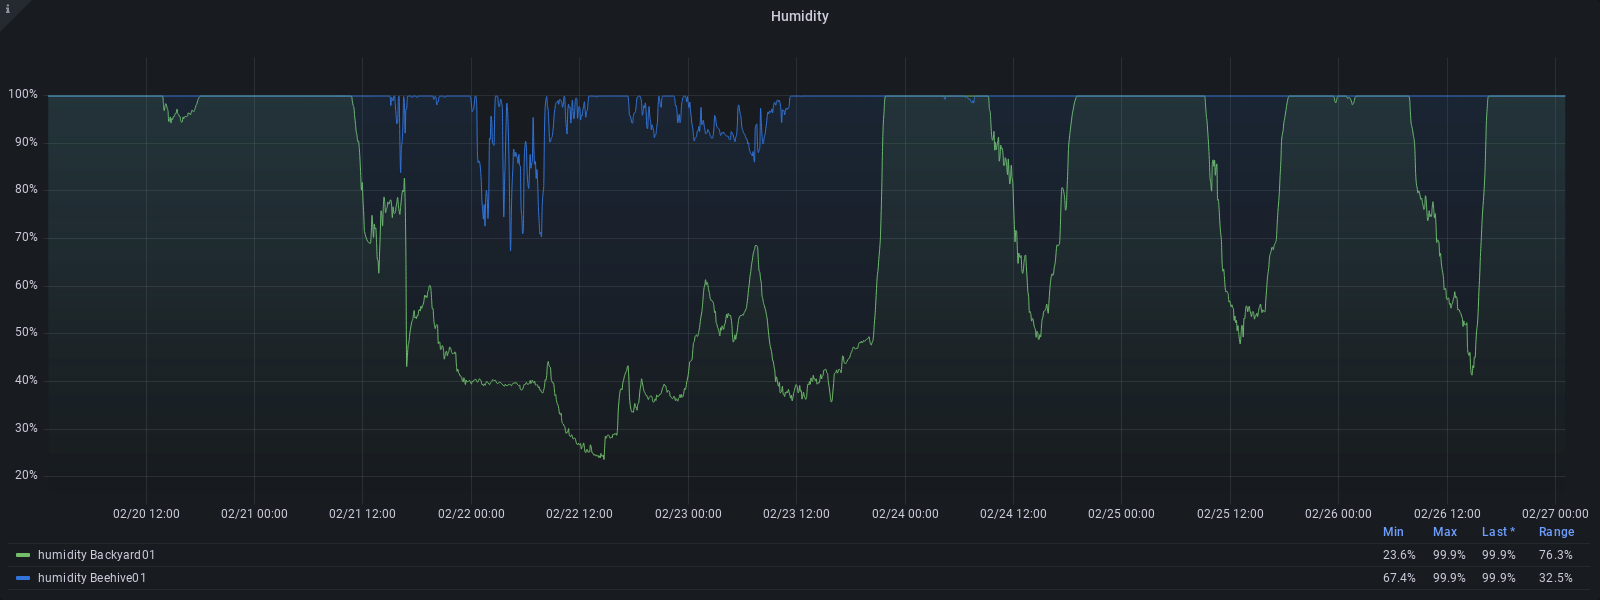 i
Humidity
100%
90%
80%
70%
60%
50%
40%
30%
20%
02/20 12:00 02/21 00:00 02/21 12:00 02/22 00:00 02/22 12:00 02/23 00:00 02/23 12:00 02/24 00:00 02/24 12:00 02/25 00:00 02/25 12:00 02/26 00:00 02/26 12:00 02/27 00:00
Min Max Last * Range
humidity Backyard01 23.6% 99.9% 99.9% 76.3%
humidity Beehive01 67.4% 99.9% 99.9% 32.5%